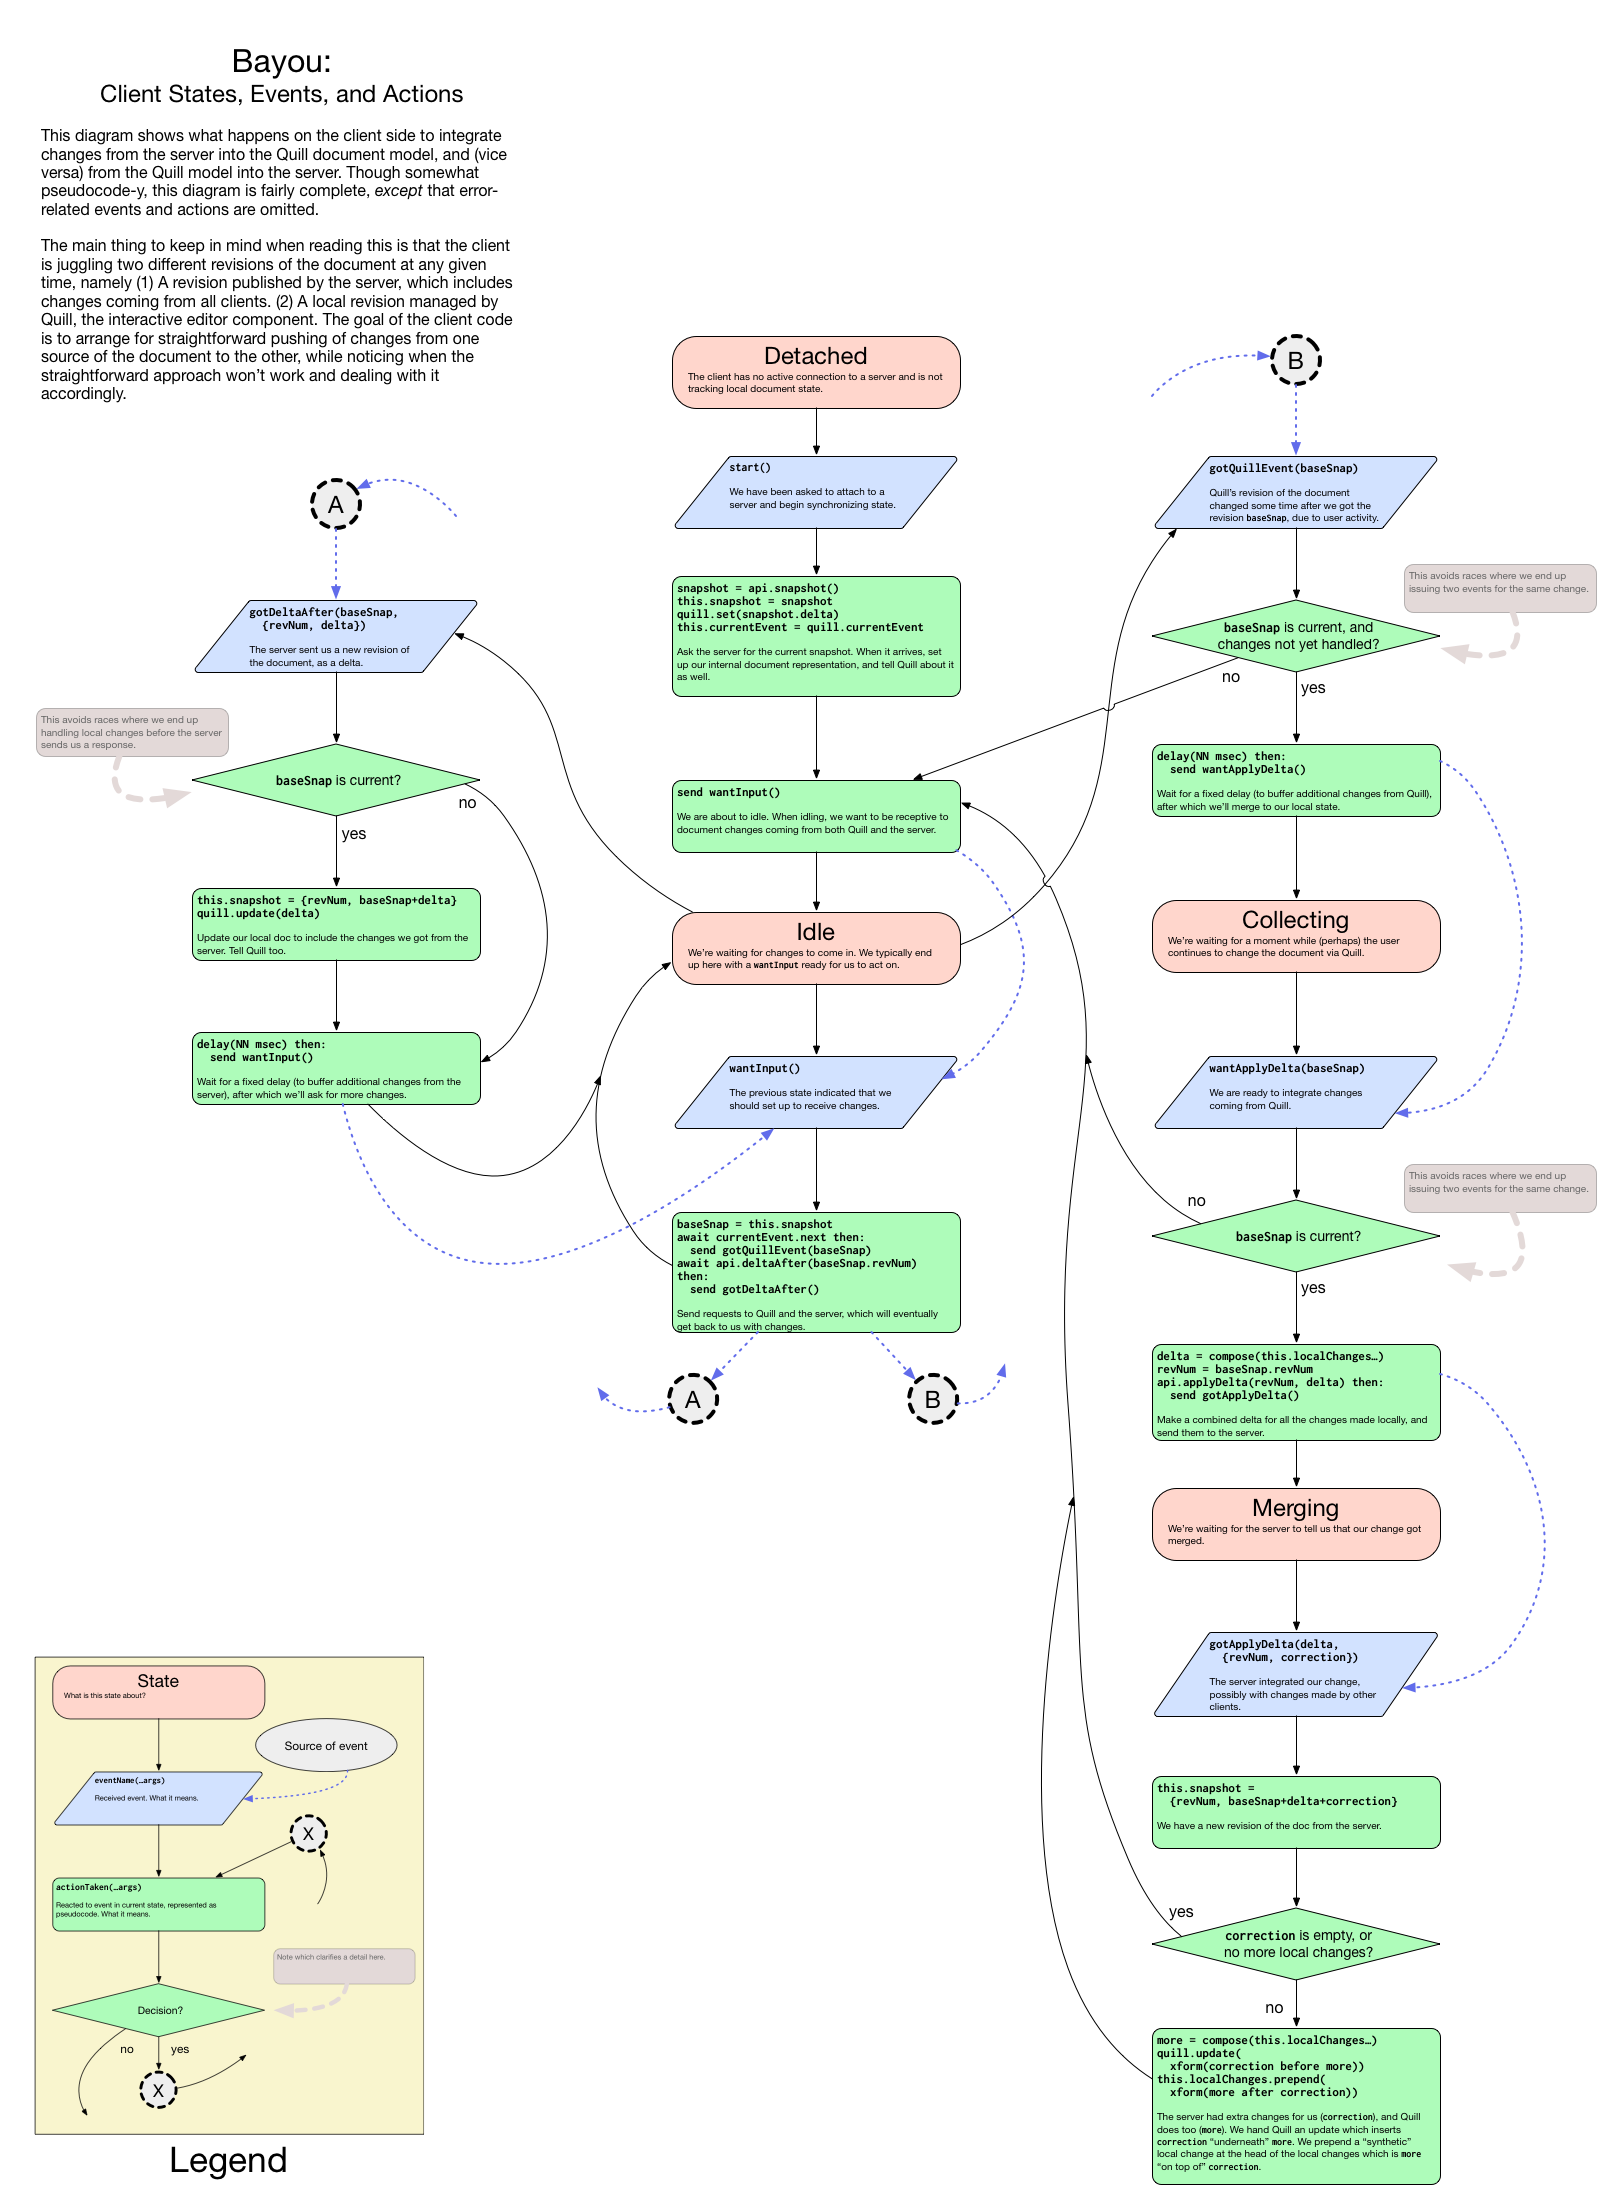 Bayou:
Client States, Events, and Actions
This diagram shows what happens on the client side to integrate
changes from the server into the Quill document model, and (vice
versa) from the Quill model into the server. Though somewhat
pseudocode-y, this diagram is fairly complete, except that error-
related events and actions are omitted.
The main thing to keep in mind when reading this is that the client
is juggling two different revisions of the document at any given
time, namely (1) A revision published by the server, which includes
changes coming from all clients. (2) A local revision managed by
Quill, the interactive editor component. The goal of the client code
is to arrange for straightforward pushing of changes from one
source of the document to the other, while noticing when the
straightforward approach won't work and dealing with it
accordingly.
A
gotDeltaAfter(baseSnap,
{revNum, delta})
The server sent us a new revision of
the document, as a delta.
This avoids races where we end up
handling local changes before the server
sends us a response.
baseSnap is current?
no
yes
this.snapshot = {revNum, baseSnap+delta}
quill.update(delta)
Update our local doc to include the changes we got from the
server. Tell Quill too.
delay(NN msec) then:
send wantInput()
Wait for a fixed delay (to buffer additional changes from the
server), after which we'll ask for more changes.
Detached
The client has no active connection to a server and is not
tracking local document state.
start()
We have been asked to attach to a
server and begin synchronizing state.
snapshot = api.snapshot()
this.snapshot = snapshot
quill.set(snapshot.delta)
this.currentEvent = quill.currentEvent
Ask the server for the current snapshot. When it arrives, set
up our internal document representation, and tell Quill about it
as well.
send wantInput()
We are about to idle. When idling, we want to be receptive to
document changes coming from both Quill and the server.
Idle
We're waiting for changes to come in. We typically end
up here with a wantInput ready for us to act on.
wantInput()
The previous state indicated that we
should set up to receive changes.
baseSnap = this.snapshot
await currentEvent.next then:
send gotQuillEvent(baseSnap)
await api.deltaAfter(baseSnap.revNum)
then:
send gotDeltaAfter()
Send requests to Quill and the server, which will eventually
get back to us with changes.
A
B
B
gotQuillEvent(baseSnap)
Quill's revision of the document
changed some time after we got the
revision baseSnap, due to user activity.
This avoids races where we end up
issuing two events for the same change.
baseSnap is current, and
changes not yet handled?
no
yes
delay(NN msec) then:
send wantApplyDelta()
Wait for a fixed delay (to buffer additional changes from Quill),
after which we'll merge to our local state.
Collecting
We're waiting for a moment while (perhaps) the user
continues to change the document via Quill.
wantApplyDelta(baseSnap)
We are ready to integrate changes
coming from Quill.
This avoids races where we end up
issuing two events for the same change.
no
baseSnap is current?
yes
delta = compose(this.localChanges…)
revNum = baseSnap.revNum
api.applyDelta(revNum, delta) then:
send gotApplyDelta()
Make a combined delta for all the changes made locally, and
send them to the server.
Merging
We're waiting for the server to tell us that our change got
merged.
gotApplyDelta(delta,
{revNum, correction})
The server integrated our change,
possibly with changes made by other
clients.
this.snapshot =
{revNum, baseSnap+delta+correction}
We have a new revision of the doc from the server.
yes
correction is empty, or
no more local changes?
no
more = compose(this.localChanges…)
quill.update(
xform(correction before more))
this.localChanges.prepend(
xform(more after correction))
The server had extra changes for us (correction), and Quill
does too (more). We hand Quill an update which inserts
correction “underneath” more. We prepend a “synthetic”
local change at the head of the local changes which is more
“on top of” correction.
State
What is this state about?
Source of event
eventName(…args)
Received event. What it means.
X
actionTaken(…args)
Reacted to event in current state, represented as
pseudocode. What it means.
Note which clarifies a detail here.
Decision?
no
yes
X
Legend